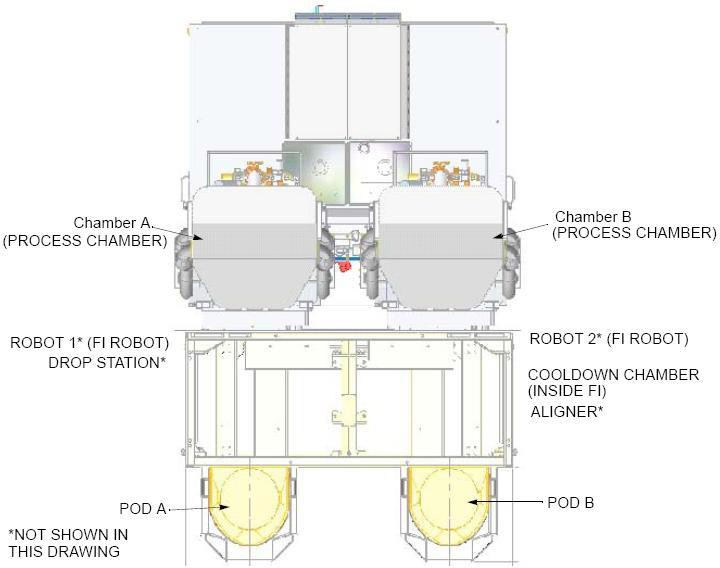 Chamber A.
(PROCESS CHAMBER)
Chamber B
(PROCESS CHAMBER)
ROBOT 1* (FI ROBOT)
DROP STATION*
ROBOT 2* (FI ROBOT)
COOLDOWN CHAMBER
(INSIDE FI)
ALIGNER*
POD A
POD B
*NOT SHOWN IN
THIS DRAWING